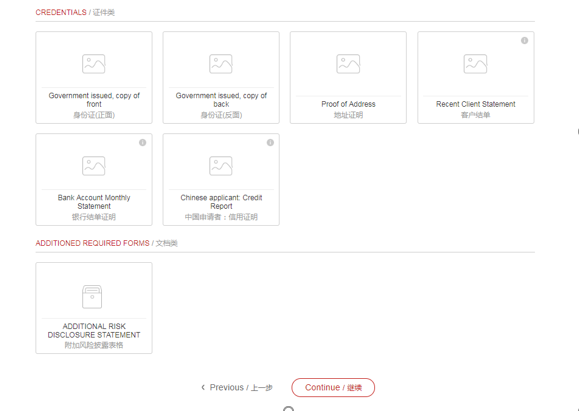 CREDENTIALS / 证件类
Government issued, copy of
front
身份证(正面)
Government issued, copy of
back
身份证(反面)
Proof of Address
地址证明
Recent Client Statement
客户结单
Bank Account Monthly
Statement
银行结单证明
Chinese applicant: Credit
Report
中国申请者：信用证明
ADDITIONED REQUIRED FORMS / 文档类
ADDITIONAL RISK
DISCLOSURE STATEMENT
附加风险披露表格
‹ Previous / 上一步
Continue / 继续